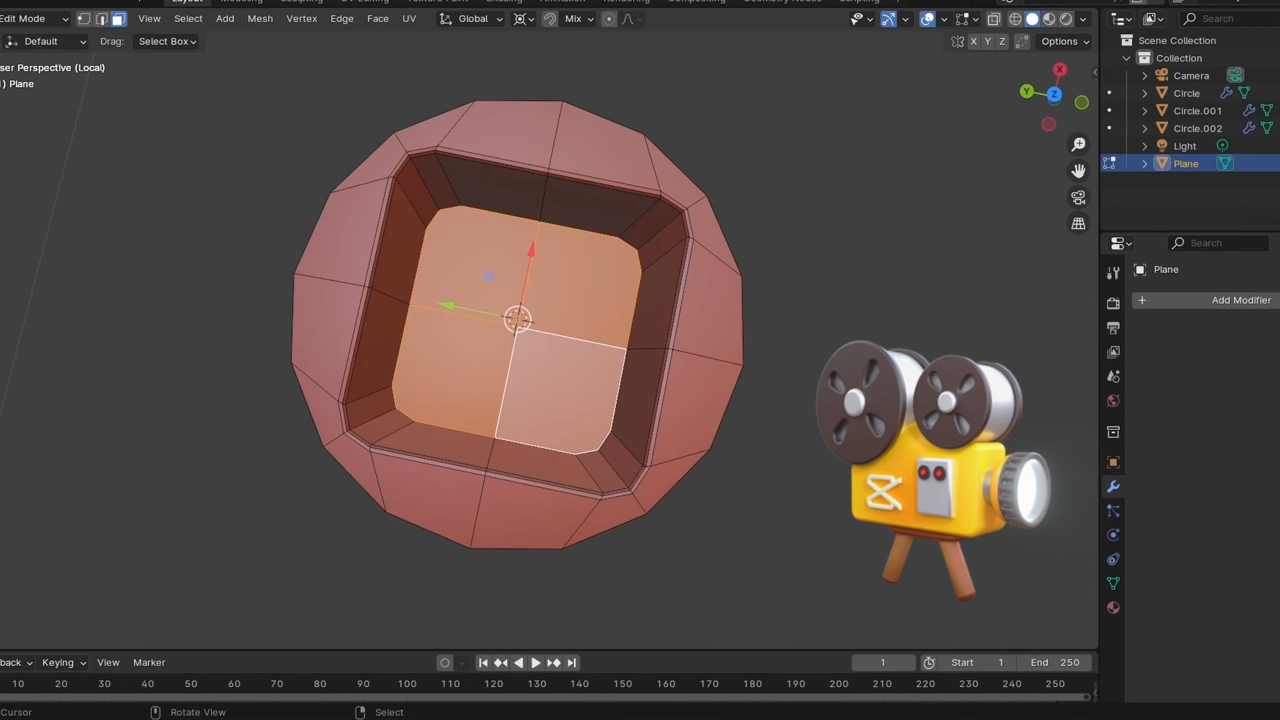 Layout Modeling Sculpting UV Editing Texture Paint Shading Animation Rendering Compositing Geometry Nodes Scripting
Edit Mode View Select Add Mesh Vertex Edge Face UV Global Mix Search
Default Drag: Select Box X Y Z Options Scene Collection
ser Perspective (Local) Collection
) Plane Camera
Circle
Circle.001
Circle.002
Light
Plane
X
Y
Z
Search
Plane
+ Add Modifier
back Keying View Marker 1 Start 1 End 250
10 20 30 40 50 60 70 80 90 100 110 120 130 140 150 160 170 180 190 200 210 220 230 240 250
Cursor Rotate View Select